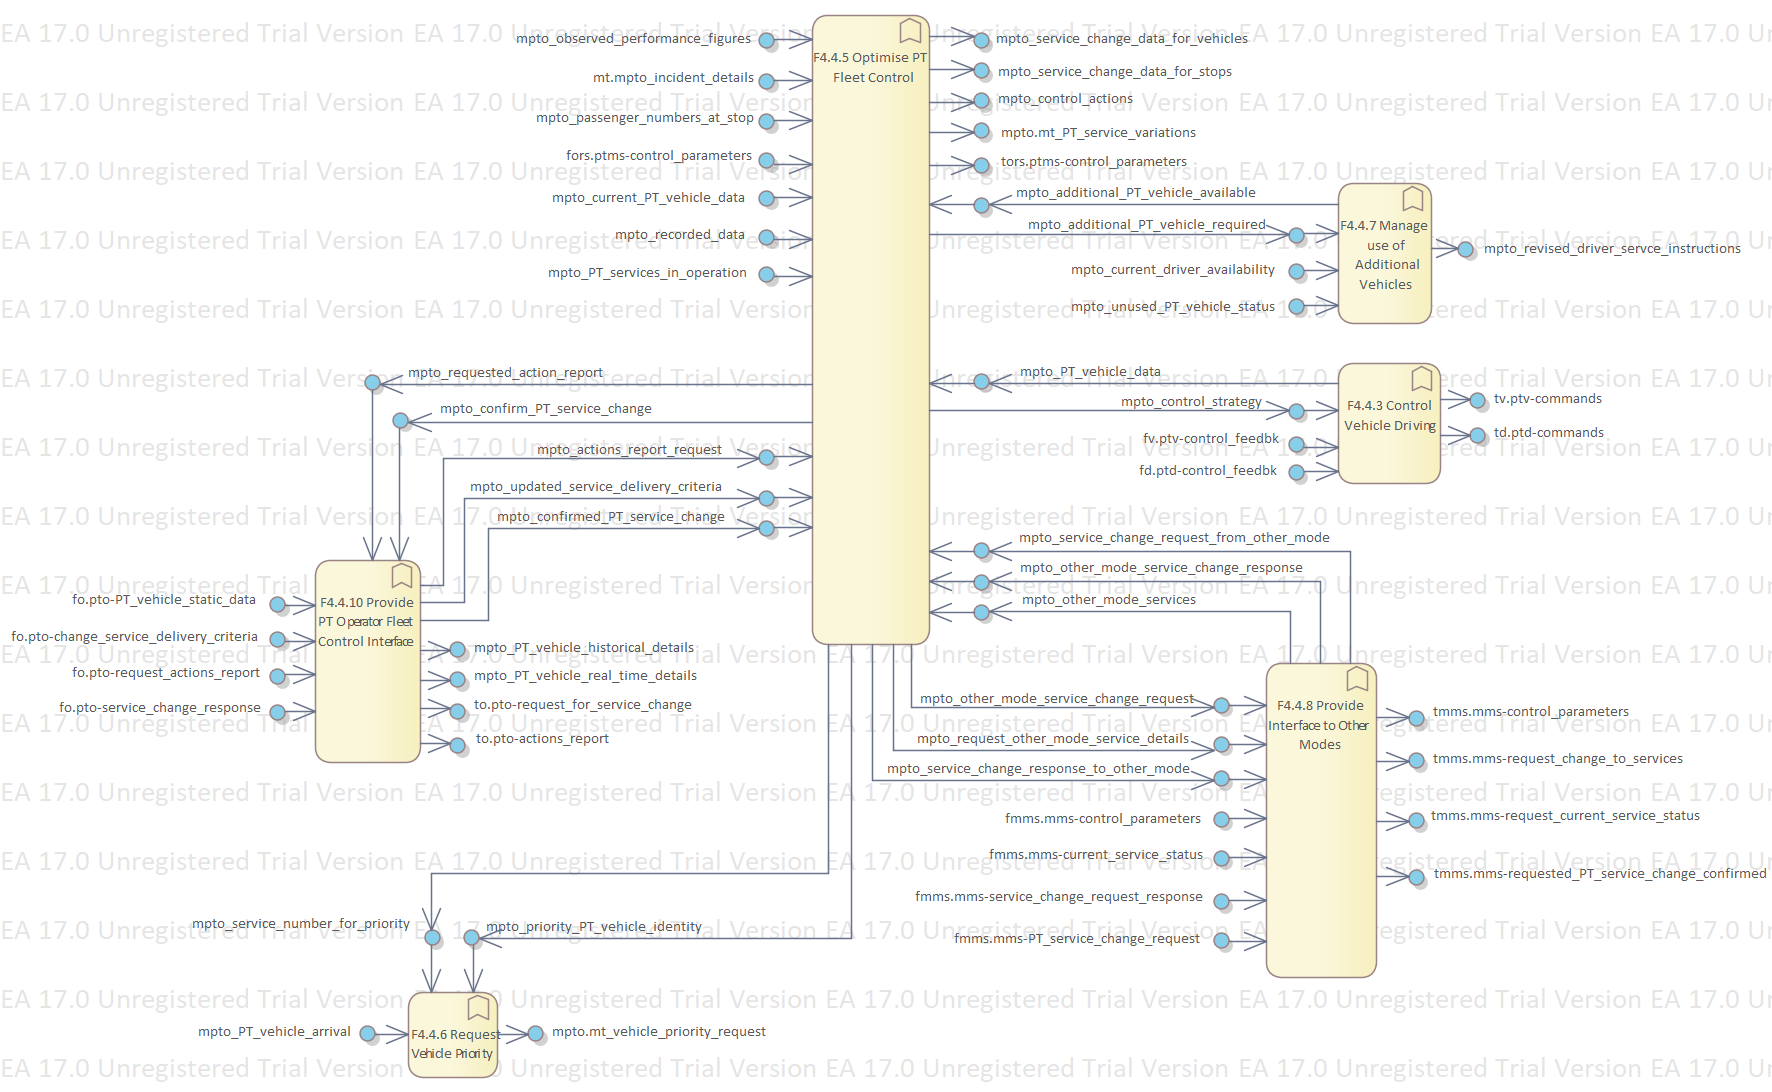 EA 17.0 Unregistered Trial Version EA 17.0 Unregistered Trial Version EA 17.0 Unregistered Trial Version EA 17.0 Unregistered Trial Version EA 17.0 Ur
mpto_observed_performance_figures
mt.mpto_incident_details
mpto_passenger_numbers_at_stop
fors.ptms-control_parameters
mpto_current_PT_vehicle_data
mpto_recorded_data
mpto_PT_services_in_operation
F4.4.5 Optimise PT
Fleet Control
mpto_service_change_data_for_vehicles
mpto_service_change_data_for_stops
mpto_control_actions
mpto.mt_PT_service_variations
tors.ptms-control_parameters
mpto_additional_PT_vehicle_available
mpto_additional_PT_vehicle_required
mpto_current_driver_availability
mpto_unused_PT_vehicle_status
F4.4.7 Manage
use of
Additional
Vehicles
mpto_revised_driver_servce_instructions
mpto_requested_action_report
mpto_confirm_PT_service_change
mpto_actions_report_request
mpto_updated_service_delivery_criteria
mpto_confirmed_PT_service_change
mpto_PT_vehicle_data
mpto_control_strategy
fv.ptv-control_feedbk
fd.ptd-control_feedbk
F4.4.3 Control
Vehicle Driving
tv.ptv-commands
td.ptd-commands
mpto_service_change_request_from_other_mode
mpto_other_mode_service_change_response
mpto_other_mode_services
fo.pto-PT_vehicle_static_data
fo.pto-change_service_delivery_criteria
fo.pto-request_actions_report
fo.pto-service_change_response
F4.4.10 Provide
PT Operator Fleet
Control Interface
mpto_PT_vehicle_historical_details
mpto_PT_vehicle_real_time_details
to.pto-request_for_service_change
to.pto-actions_report
mpto_other_mode_service_change_request
mpto_request_other_mode_service_details
mpto_service_change_response_to_other_mode
fmms.mms-control_parameters
fmms.mms-current_service_status
fmms.mms-service_change_request_response
fmms.mms-PT_service_change_request
F4.4.8 Provide
Interface to Other
Modes
tmms.mms-control_parameters
tmms.mms-request_change_to_services
tmms.mms-request_current_service_status
tmms.mms-requested_PT_service_change_confirmed
mpto_service_number_for_priority
mpto_priority_PT_vehicle_identity
mpto_PT_vehicle_arrival
F4.4.6 Request
Vehicle Priority
mpto.mt_vehicle_priority_request